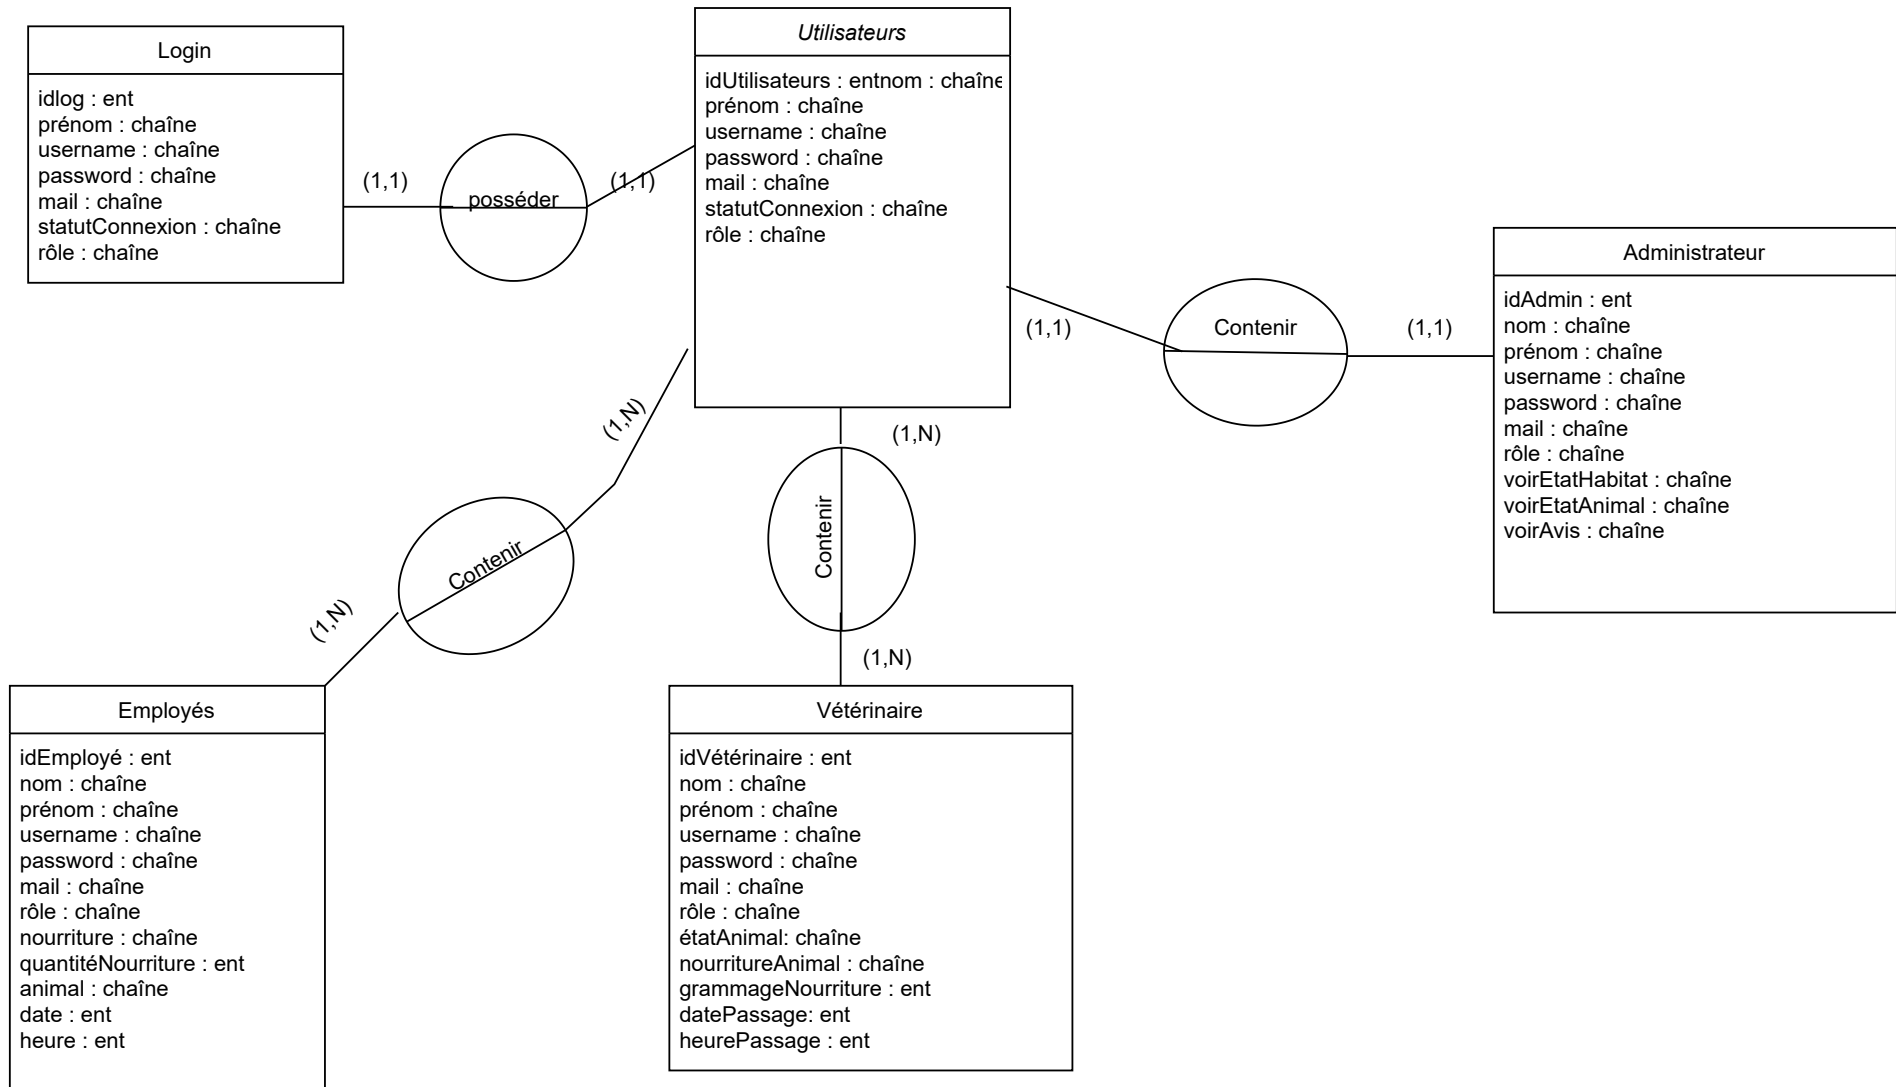 Login
idlog : ent
prénom : chaîne
username : chaîne
password : chaîne
mail : chaîne
statutConnexion : chaîne
rôle : chaîne
(1,1)
posséder
(1,1)
Utilisateurs
idUtilisateurs : entnom : chaîne
prénom : chaîne
username : chaîne
password : chaîne
mail : chaîne
statutConnexion : chaîne
rôle : chaîne
(1,1)
Contenir
(1,1)
Administrateur
idAdmin : ent
nom : chaîne
prénom : chaîne
username : chaîne
password : chaîne
mail : chaîne
rôle : chaîne
voirEtatHabitat : chaîne
voirEtatAnimal : chaîne
voirAvis : chaîne
(1,N)
Contenir
(1,N)
(1,N)
Contenir
(1,N)
Employés
idEmployé : ent
nom : chaîne
prénom : chaîne
username : chaîne
password : chaîne
mail : chaîne
rôle : chaîne
nourriture : chaîne
quantitéNourriture : ent
animal : chaîne
date : ent
heure : ent
Vétérinaire
idVétérinaire : ent
nom : chaîne
prénom : chaîne
username : chaîne
password : chaîne
mail : chaîne
rôle : chaîne
étatAnimal: chaîne
nourritureAnimal : chaîne
grammageNourriture : ent
datePassage: ent
heurePassage : ent